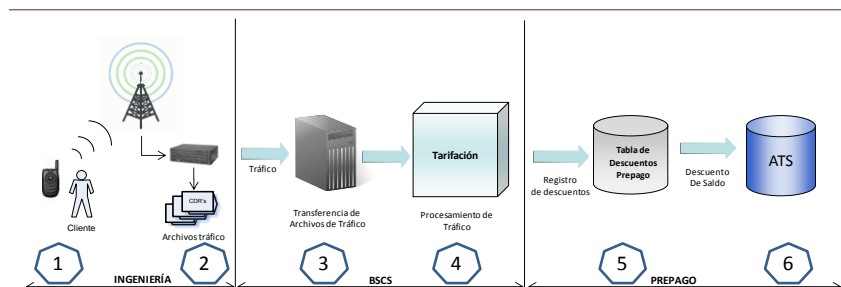 CDR's
Cliente
Archivos tráfico
Tráfico
Transferencia de
Archivos de Tráfico
Tarifación
Procesamiento de
Tráfico
Registro
de descuentos
Tabla de
Descuentos
Prepago
Descuento
De Saldo
ATS
1
2
3
4
5
6
INGENIERÍA
BSCS
PREPAGO